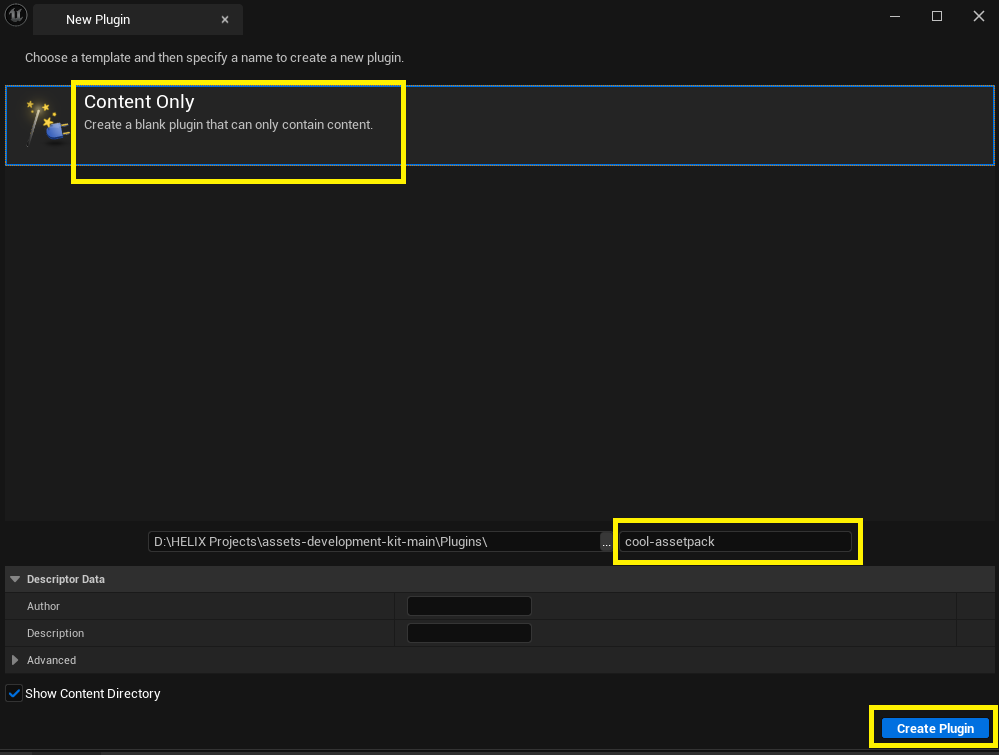 New Plugin
Choose a template and then specify a name to create a new plugin.
Content Only
Create a blank plugin that can only contain content.
D:\HELIX Projects\assets-development-kit-main\Plugins\ ... cool-assetpack
Descriptor Data
Author
Description
Advanced
Show Content Directory
Create Plugin